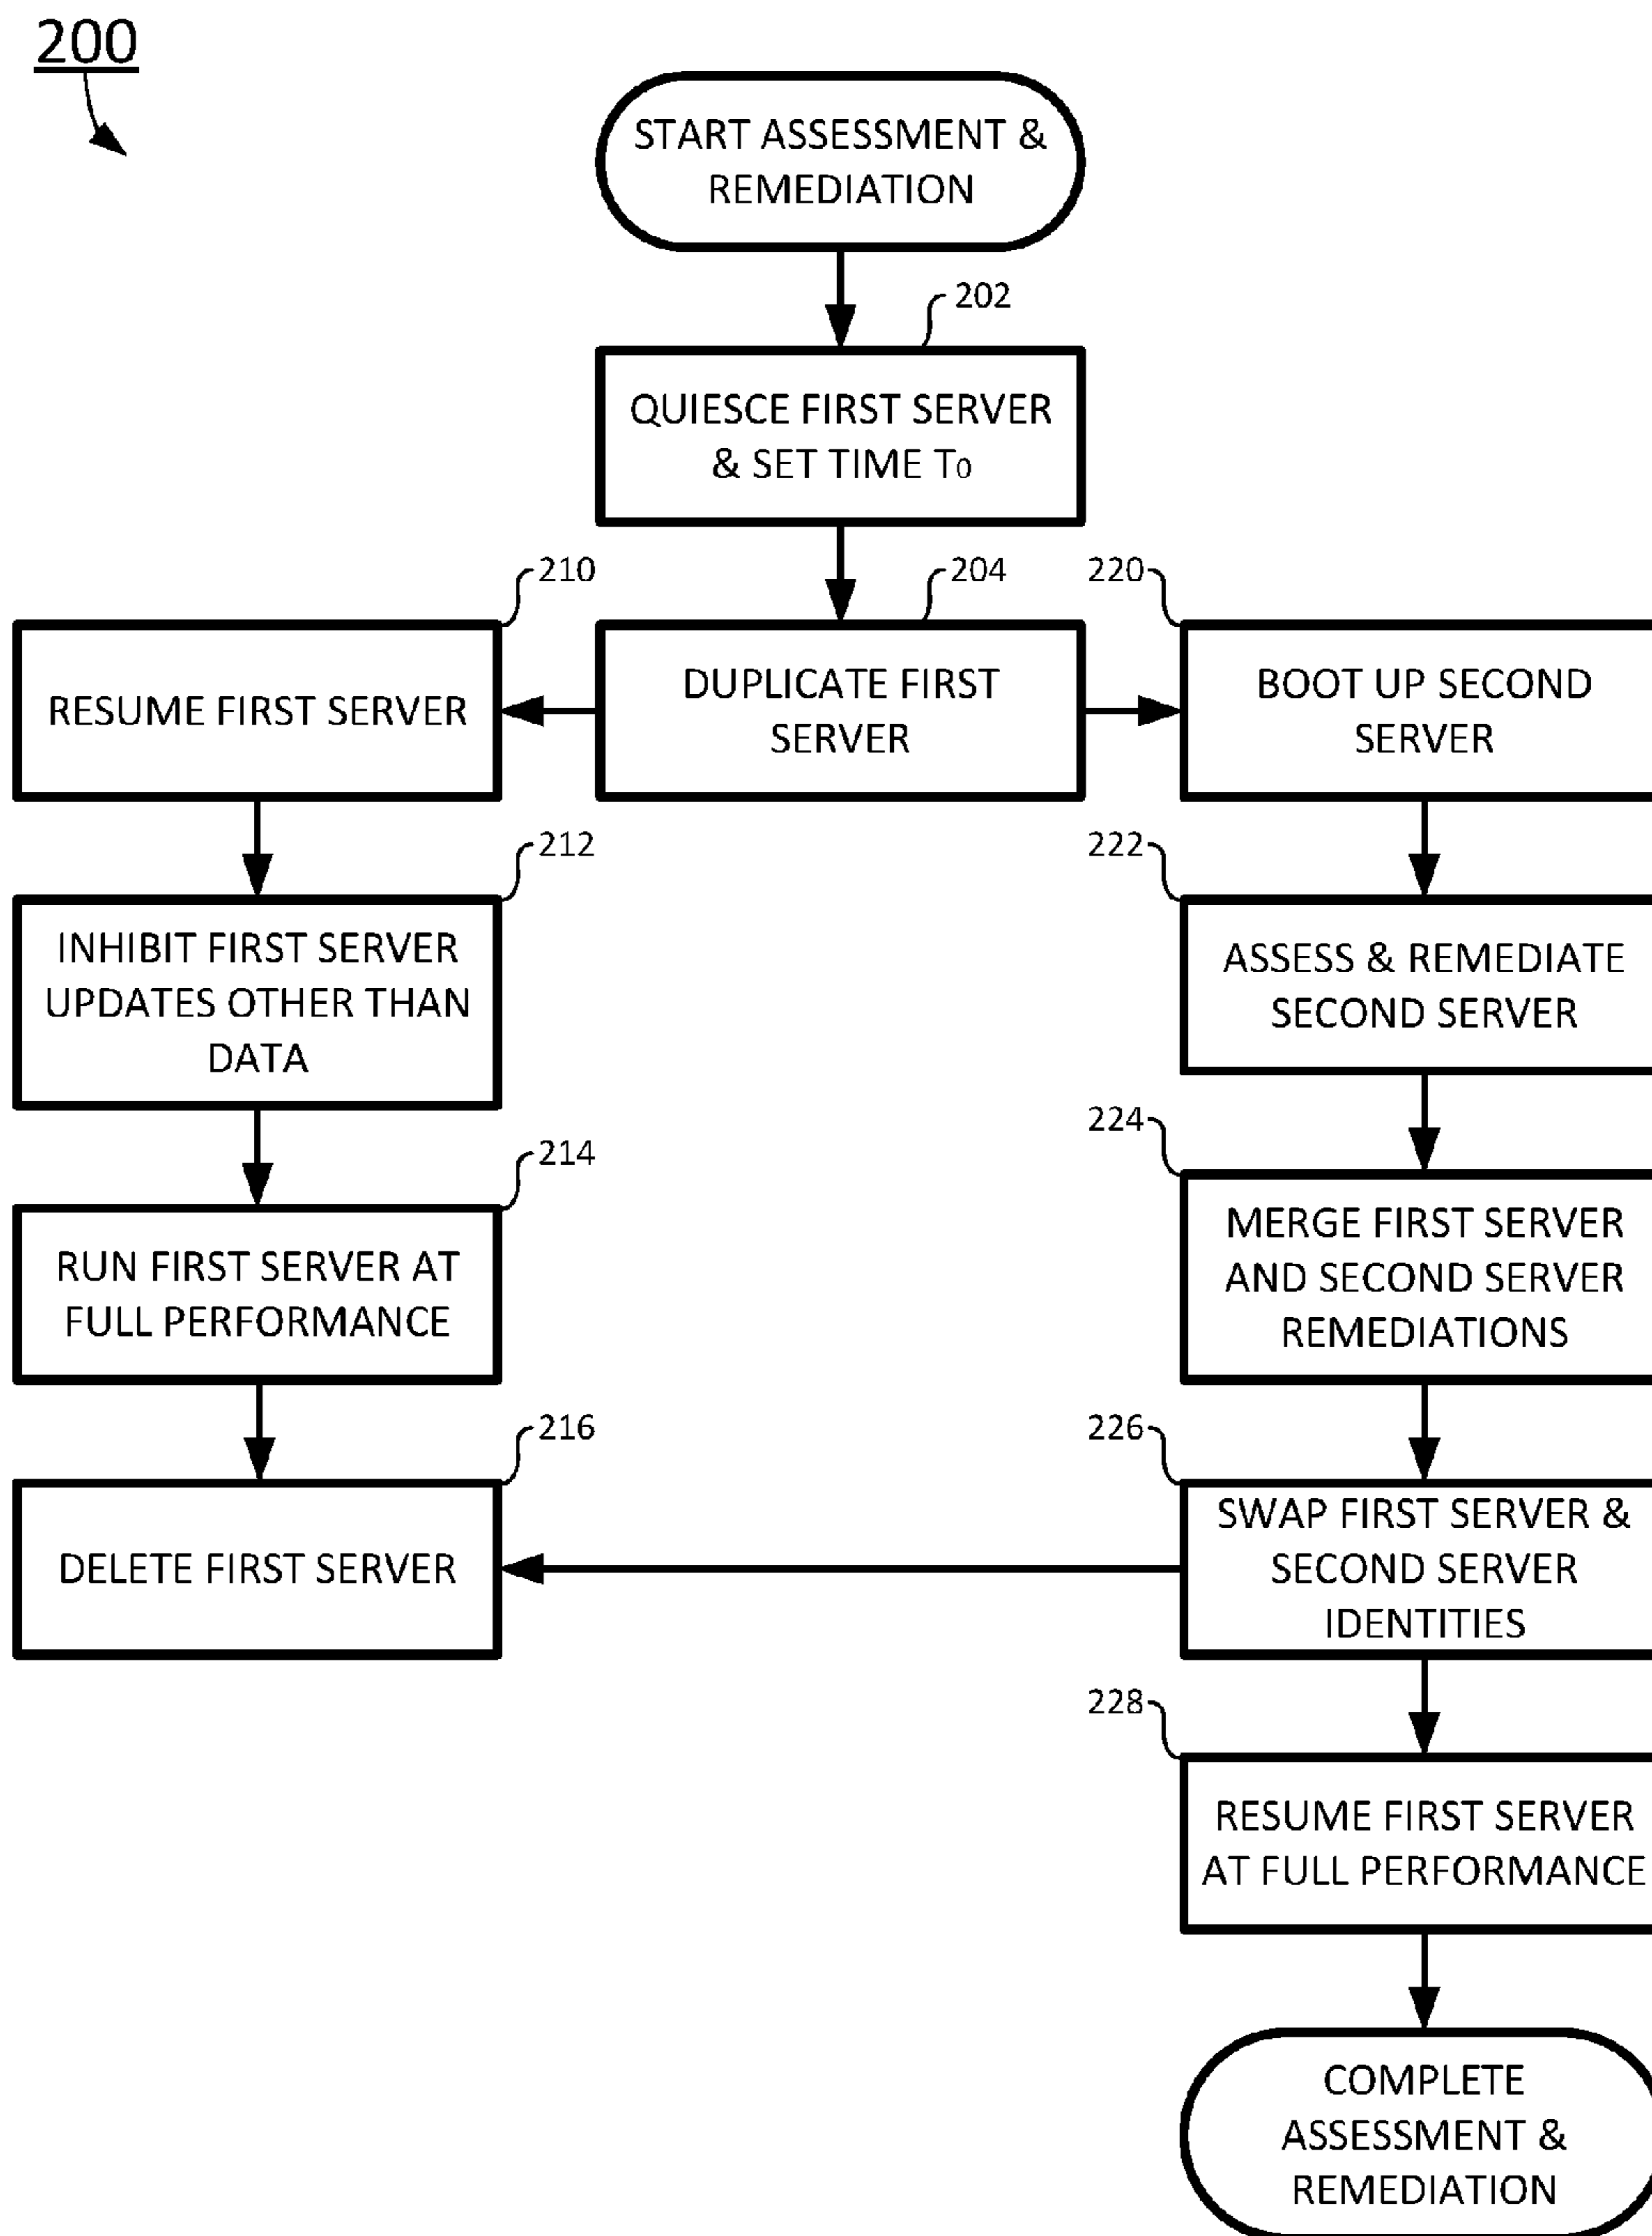 200
START ASSESSMENT &
REMEDIATION
202
QUIESCE FIRST SERVER
& SET TIME T₀
210
204
220
RESUME FIRST SERVER
DUPLICATE FIRST
SERVER
BOOT UP SECOND
SERVER
212
222
INHIBIT FIRST SERVER
UPDATES OTHER THAN
DATA
ASSESS & REMEDIATE
SECOND SERVER
214
224
RUN FIRST SERVER AT
FULL PERFORMANCE
MERGE FIRST SERVER
AND SECOND SERVER
REMEDIATIONS
216
226
DELETE FIRST SERVER
SWAP FIRST SERVER &
SECOND SERVER
IDENTITIES
228
RESUME FIRST SERVER
AT FULL PERFORMANCE
COMPLETE
ASSESSMENT &
REMEDIATION